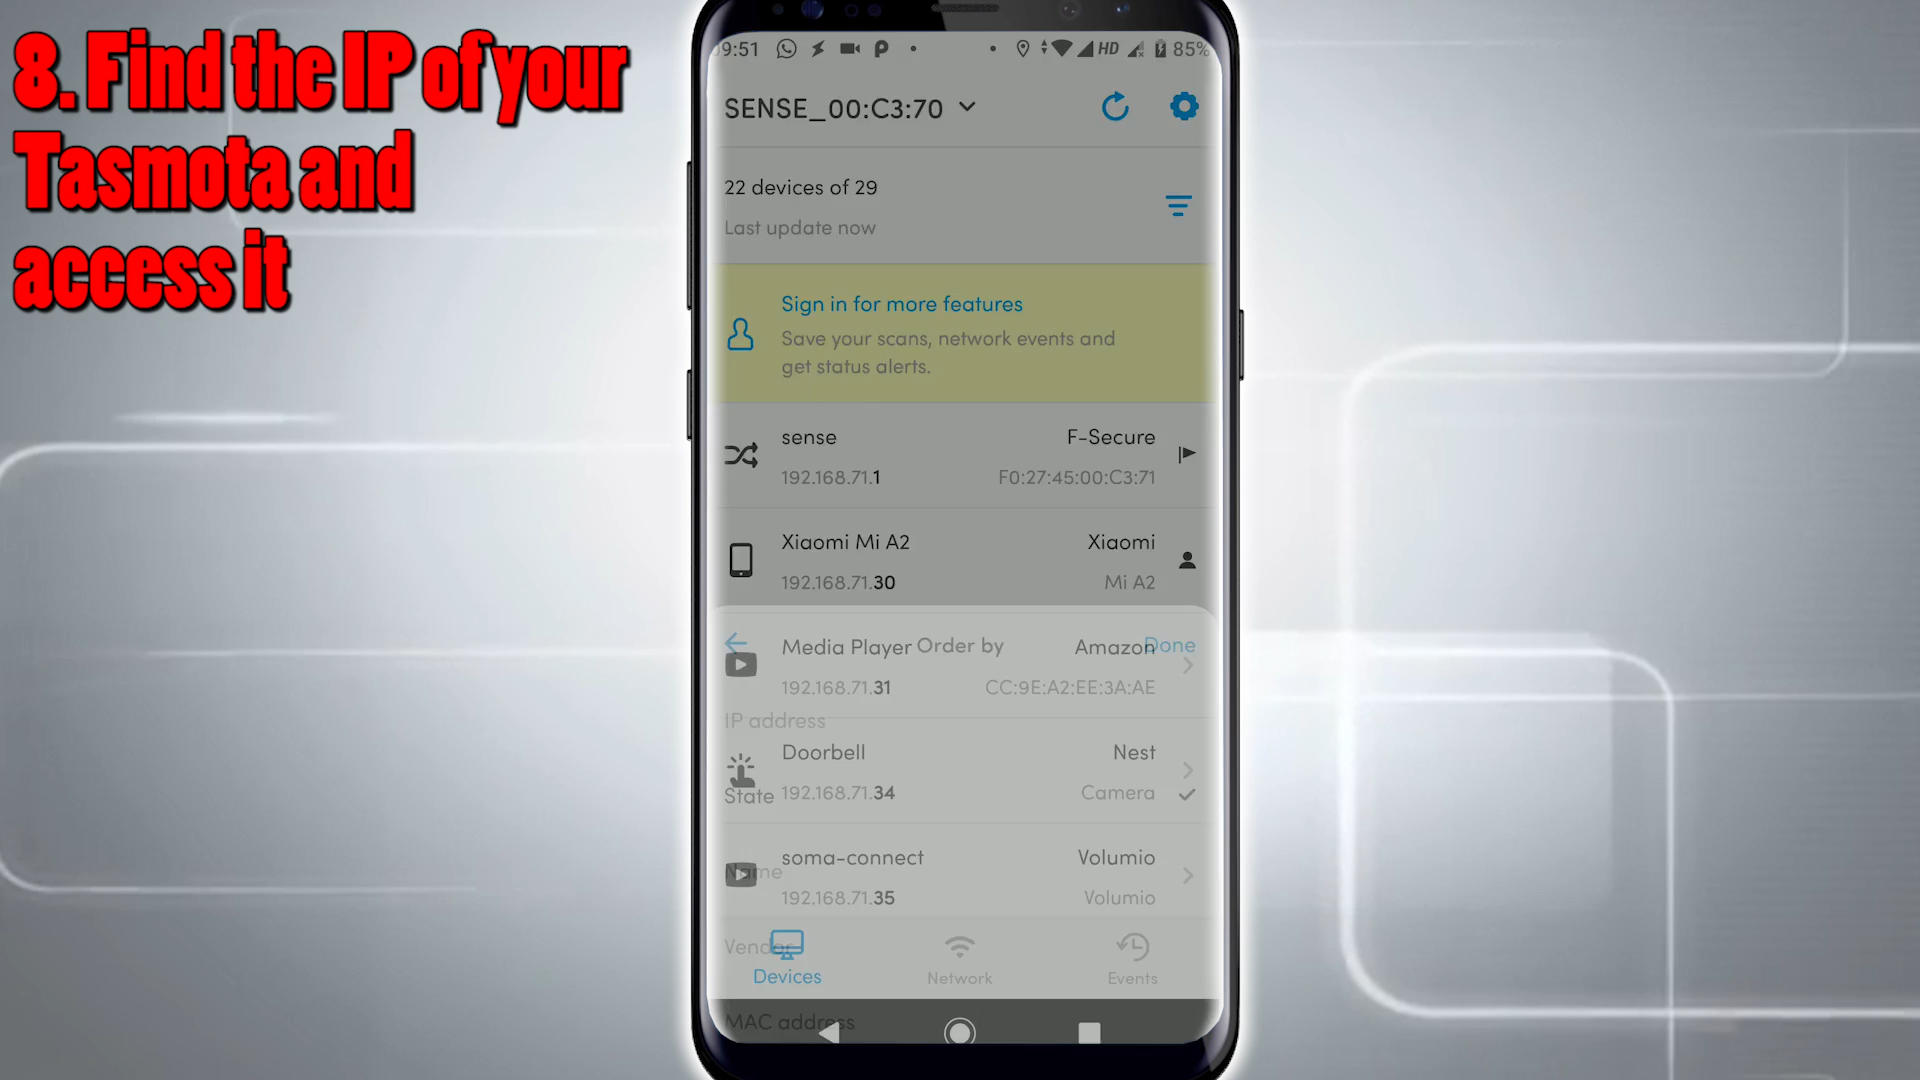 8. Find the IP of your
Tasmota and
access it
9:51 HD 85%
SENSE_00:C3:70
22 devices of 29
Last update now
Sign in for more features
Save your scans, network events and
get status alerts.
sense F-Secure
192.168.71.1 F0:27:45:00:C3:71
Xiaomi Mi A2 Xiaomi
192.168.71.30 Mi A2
Order by Done
Media Player Amazon
192.168.71.31 CC:9E:A2:EE:3A:AE
IP address
Doorbell Nest
192.168.71.34 Camera
State
soma-connect Volumio
Name
192.168.71.35 Volumio
Vendor
Devices Network Events
MAC address